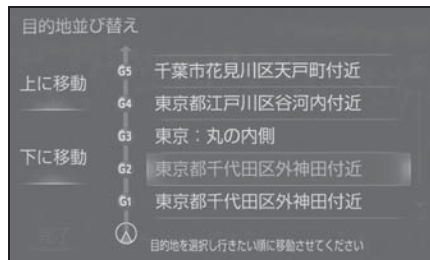 目的地並び替え
G5 千葉市花見川区天戸町付近
上に移動
G4 東京都江戸川区谷河内付近
G3 東京：丸の内側
下に移動
G2 東京都千代田区外神田付近
G1 東京都千代田区外神田付近
完了
目的地を選択し行きたい順に移動させてください